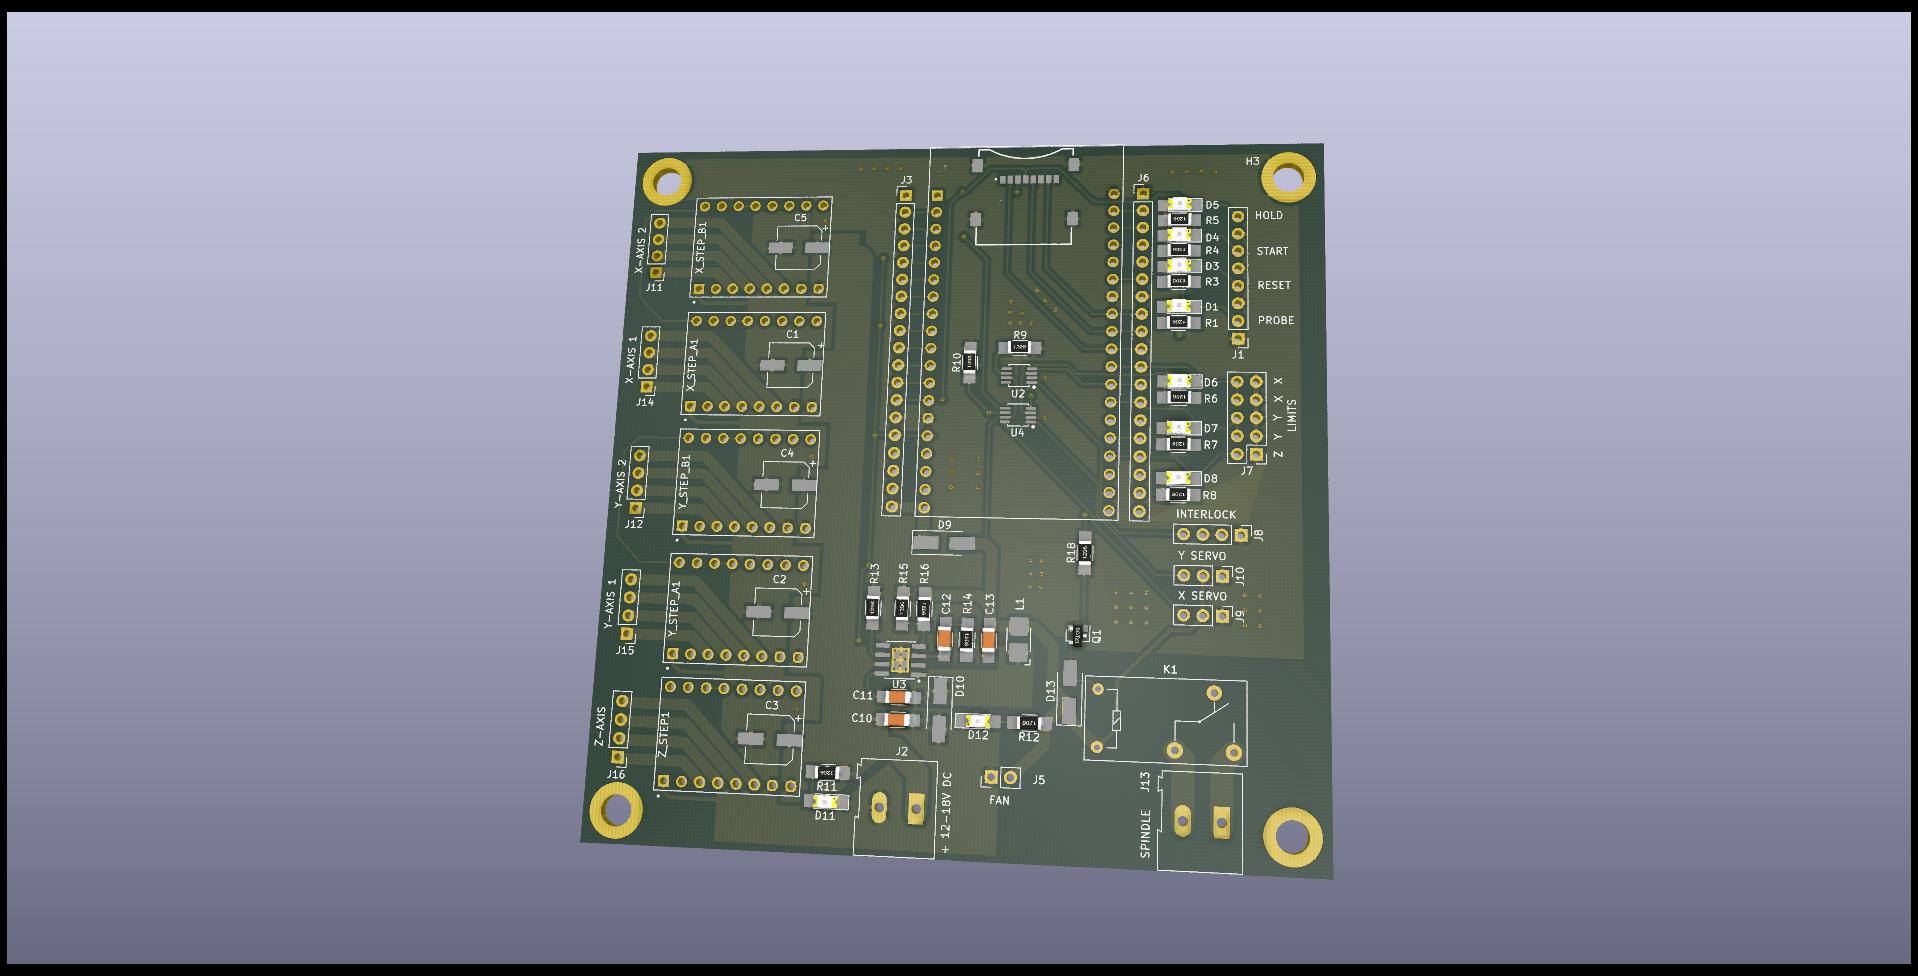 H3
J3
J6
C5
X_STEP_B1
X-AXIS 2
J11
D5
R5
D4
R4
D3
R3
D1
R1
HOLD
START
RESET
PROBE
J1
C1
X_STEP_A1
X-AXIS 1
J14
R9
R10
U2
U4
D6
R6
D7
R7
D8
R8
X
X
Y
Y
Z
LIMITS
J7
C4
Y_STEP_B1
Y-AXIS 2
J12
INTERLOCK
J8
Y SERVO
J10
X SERVO
J9
D9
R18
C2
Y_STEP_A1
Y-AXIS 1
J15
R13
R15
R16
C12
R14
C13
L1
Q1
U3
K1
C11
C10
D10
D12
R12
D13
C3
Z_STEP1
Z-AXIS
J16
R11
D11
J2
+ 12-18V DC
J5
FAN
J13
SPINDLE